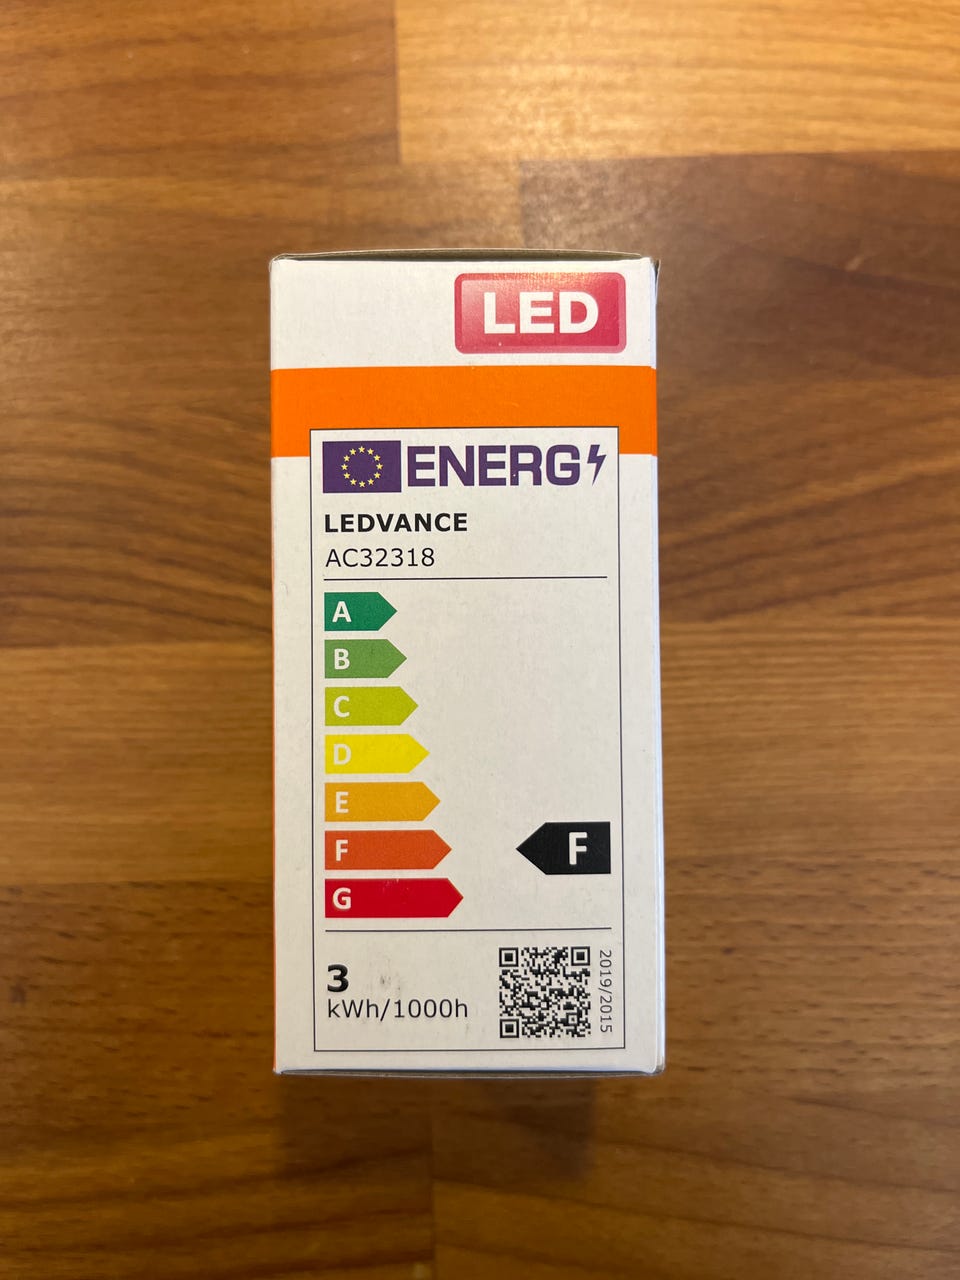 LED
ENERG
LEDVANCE
AC32318
A
B
C
D
E
F
F
G
3
kWh/1000h
2019/2015